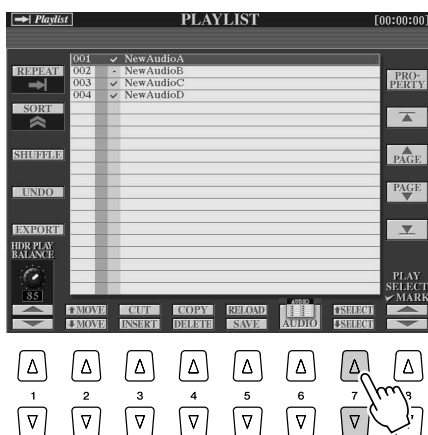 Playlist PLAYLIST [00:00:00]
001 ✓ NewAudioA
002 - NewAudioB
003 ✓ NewAudioC
004 ✓ NewAudioD
REPEAT
SORT
SHUFFLE
UNDO
EXPORT
HDR PLAY
BALANCE
85
PRO-
PERTY
PAGE
PAGE
PLAY
SELECT
✓ MARK
⬆MOVE CUT COPY RELOAD AUDIO ⬆SELECT
⬇MOVE INSERT DELETE SAVE AUDIO ⬇SELECT
1 2 3 4 5 6 7 8